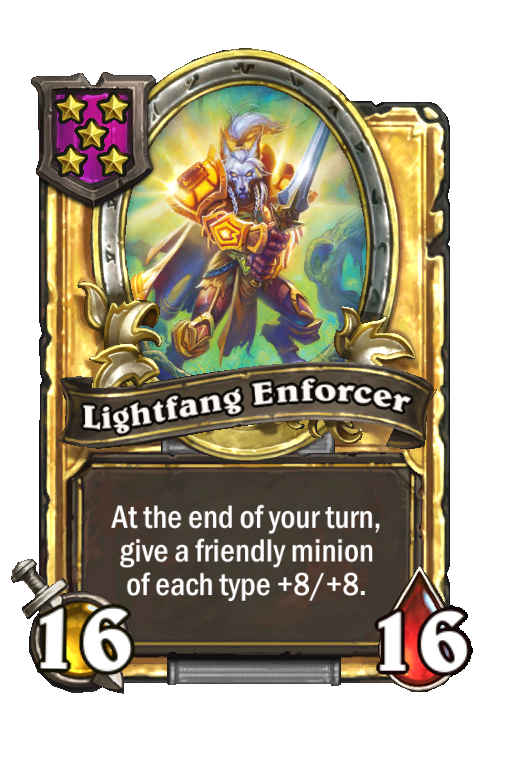 Lightfang Enforcer
At the end of your turn,
give a friendly minion
of each type +8/+8.
16 16